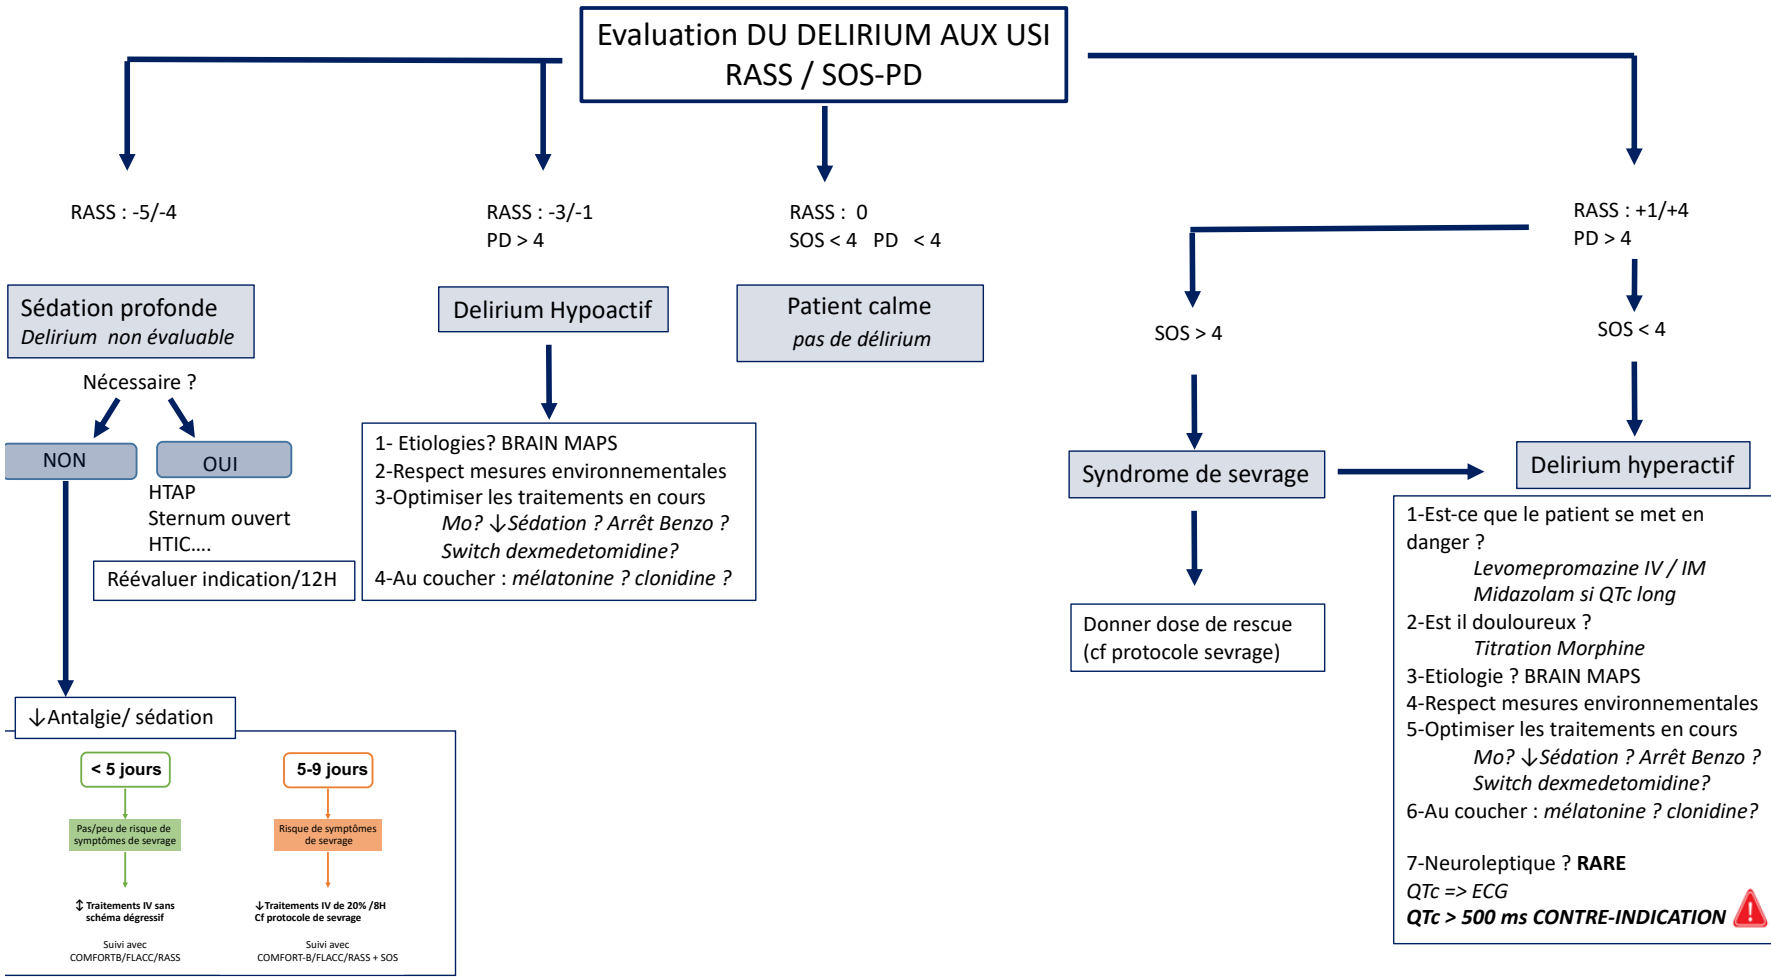 Evaluation DU DELIRIUM AUX USI
RASS / SOS-PD
RASS : -5/-4
Sédation profonde
Delirium non évaluable
Nécessaire ?
NON
OUI
HTAP
Sternum ouvert
HTIC....
Réévaluer indication/12H
↓Antalgie/ sédation
< 5 jours
Pas/peu de risque de
symptômes de sevrage
↕ Traitements IV sans
schéma dégressif
Suivi avec
COMFORTB/FLACC/RASS
5-9 jours
Risque de symptômes
de sevrage
↓Traitements IV de 20% /8H
Cf protocole de sevrage
Suivi avec
COMFORT-B/FLACC/RASS + SOS
RASS : -3/-1
PD > 4
Delirium Hypoactif
1- Etiologies? BRAIN MAPS
2-Respect mesures environnementales
3-Optimiser les traitements en cours
Mo? ↓Sédation ? Arrêt Benzo ?
Switch dexmedetomidine?
4-Au coucher : mélatonine ? clonidine ?
RASS : 0
SOS < 4 PD < 4
Patient calme
pas de délirium
RASS : +1/+4
PD > 4
SOS > 4
Syndrome de sevrage
Donner dose de rescue
(cf protocole sevrage)
SOS < 4
Delirium hyperactif
1-Est-ce que le patient se met en
danger ?
Levomepromazine IV / IM
Midazolam si QTc long
2-Est il douloureux ?
Titration Morphine
3-Etiologie ? BRAIN MAPS
4-Respect mesures environnementales
5-Optimiser les traitements en cours
Mo? ↓Sédation ? Arrêt Benzo ?
Switch dexmedetomidine?
6-Au coucher : mélatonine ? clonidine?
7-Neuroleptique ? RARE
QTc => ECG
QTc > 500 ms CONTRE-INDICATION